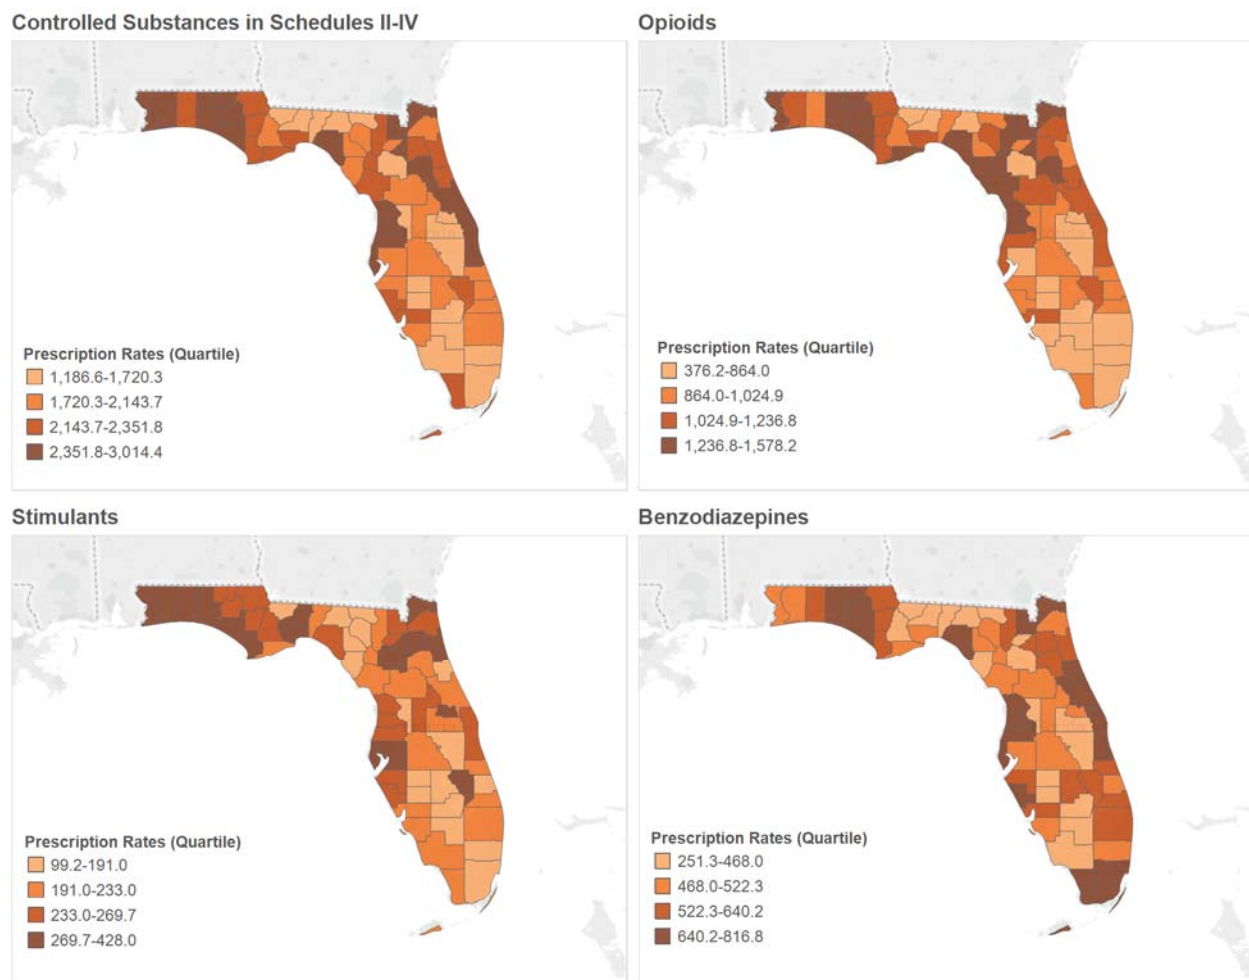 Controlled Substances in Schedules II-IV
Prescription Rates (Quartile)
1,186.6-1,720.3
1,720.3-2,143.7
2,143.7-2,351.8
2,351.8-3,014.4
Opioids
Prescription Rates (Quartile)
376.2-864.0
864.0-1,024.9
1,024.9-1,236.8
1,236.8-1,578.2
Stimulants
Prescription Rates (Quartile)
99.2-191.0
191.0-233.0
233.0-269.7
269.7-428.0
Benzodiazepines
Prescription Rates (Quartile)
251.3-468.0
468.0-522.3
522.3-640.2
640.2-816.8